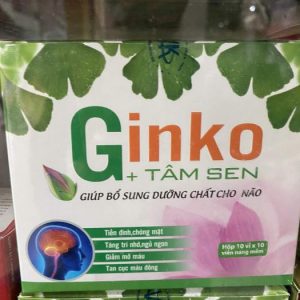 Ginko
+ TÂM SEN
GIÚP BỔ SUNG DƯỠNG CHẤT CHO NÃO
Tiền đình,chóng mặt
Tăng trí nhớ,ngủ ngon
Giảm mỡ máu
Tan cục máu đông
Hộp 10 vỉ x 10
viên nang mềm